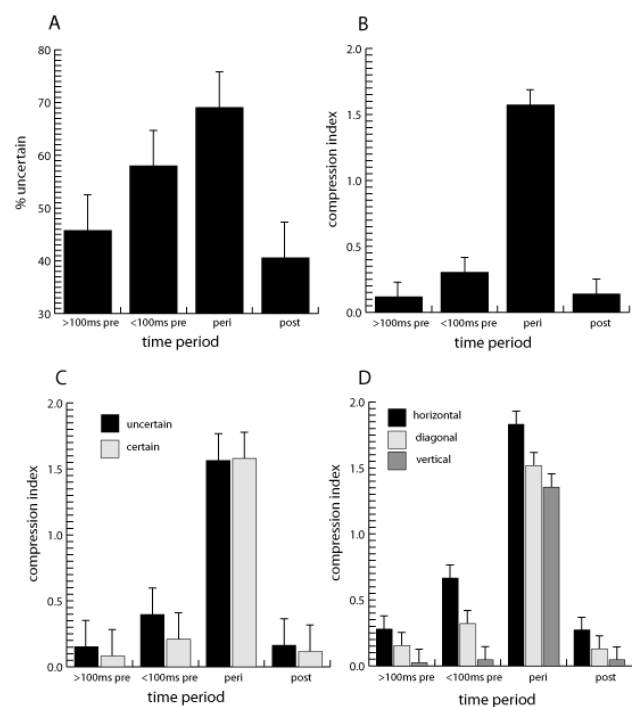 A
80
70
60
50
40
30
% uncertain
>100ms pre <100ms pre peri post
time period
B
2.0
1.5
1.0
0.5
0.0
compression index
>100ms pre <100ms pre peri post
time period
C
uncertain
certain
2.0
1.5
1.0
0.5
0.0
compression index
>100ms pre <100ms pre peri post
time period
D
horizontal
diagonal
vertical
2.0
1.5
1.0
0.5
0.0
compression index
>100ms pre <100ms pre peri post
time period